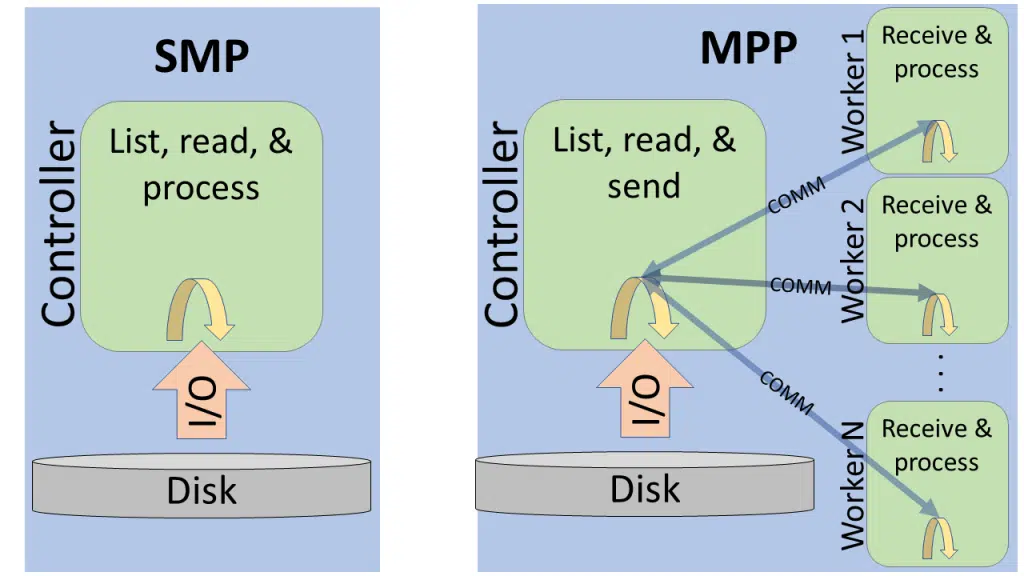 SMP
Controller
List, read, &
process
I/O
Disk
MPP
Controller
List, read, &
send
I/O
Disk
COMM
COMM
COMM
Worker 1
Receive &
process
Worker 2
Receive &
process
. . .
Worker N
Receive &
process